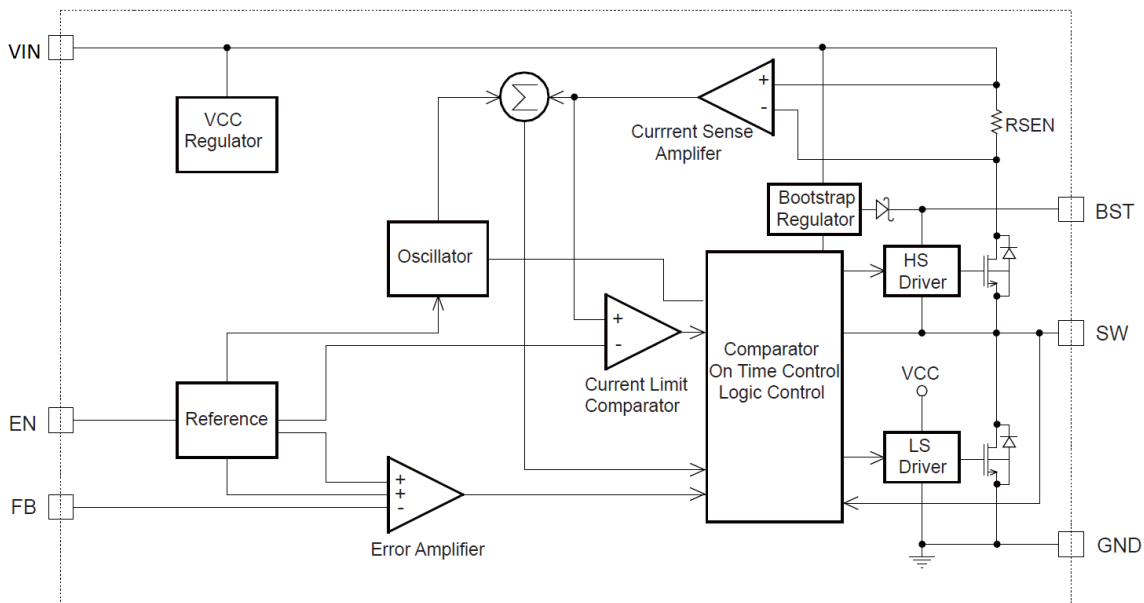 VIN
VCC
Regulator
Σ
+
-
Currrent Sense
Amplifer
RSEN
Bootstrap
Regulator
BST
Oscillator
HS
Driver
+
-
Current Limit
Comparator
Comparator
On Time Control
Logic Control
SW
VCC
EN
Reference
LS
Driver
+
+
-
Error Amplifier
FB
GND